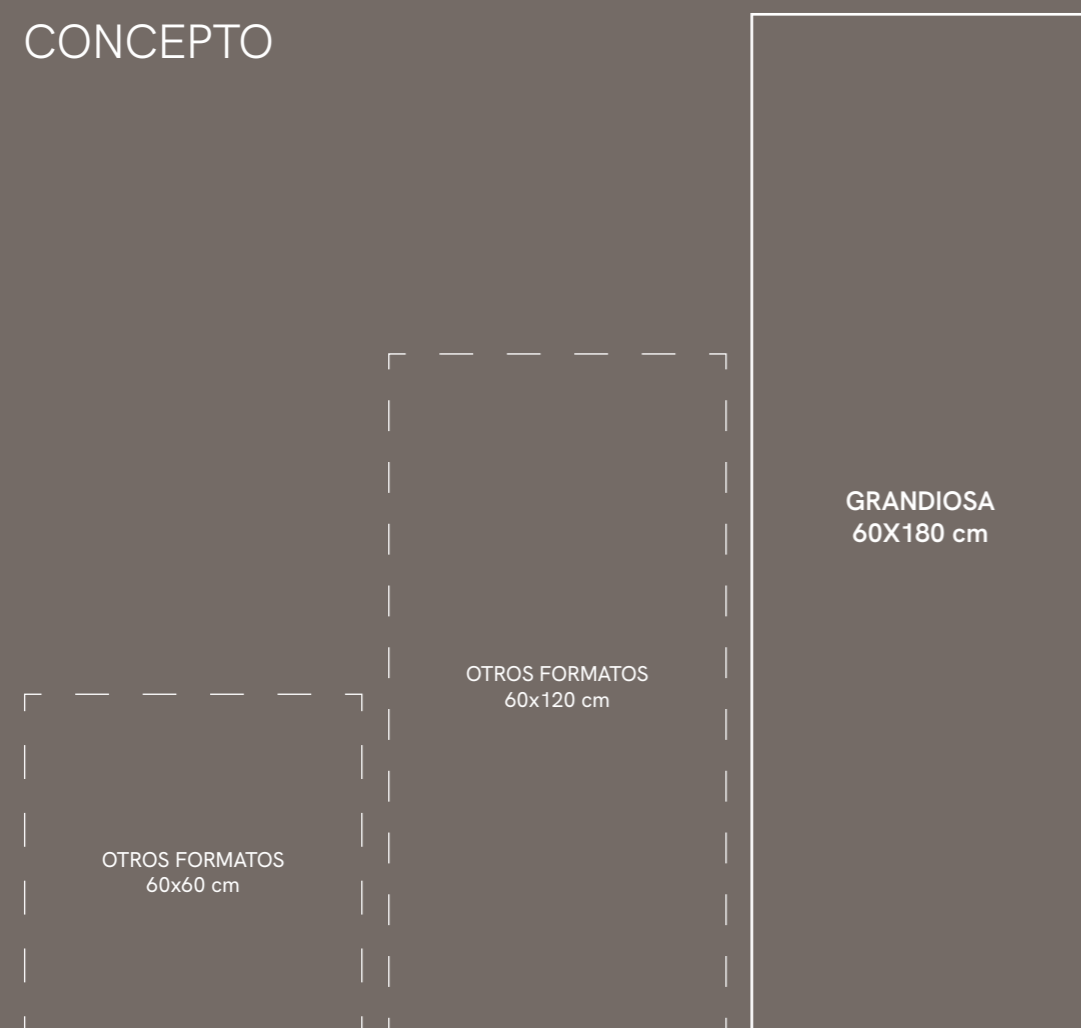 CONCEPTO
GRANDIOSA
60X180 cm
OTROS FORMATOS
60x120 cm
OTROS FORMATOS
60x60 cm